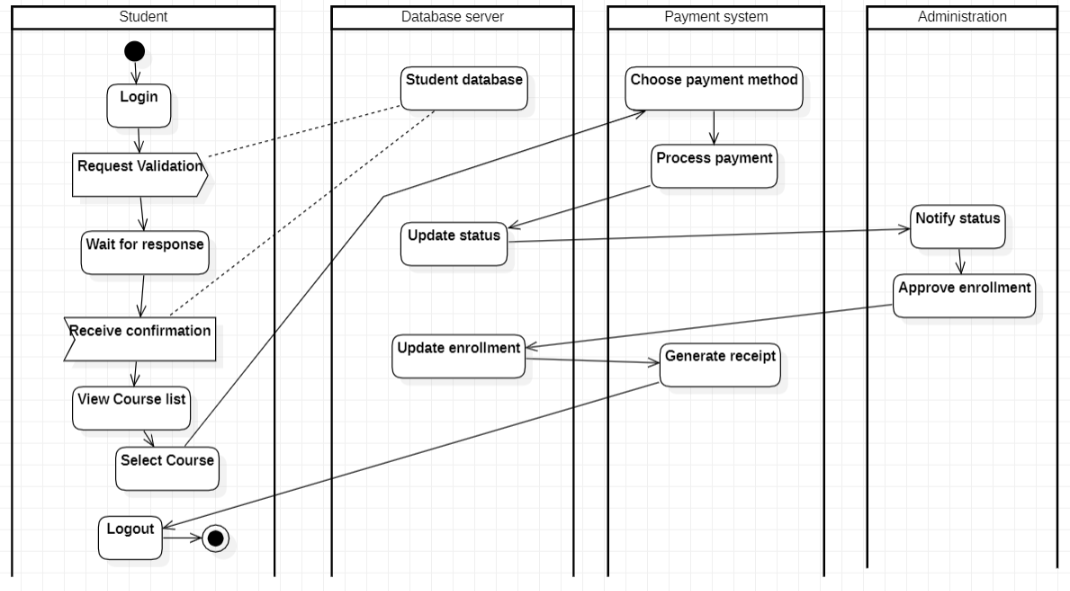 Student
Database server
Payment system
Administration
Login
Student database
Choose payment method
Request Validation
Process payment
Wait for response
Update status
Notify status
Approve enrollment
Receive confirmation
Update enrollment
Generate receipt
View Course list
Select Course
Logout